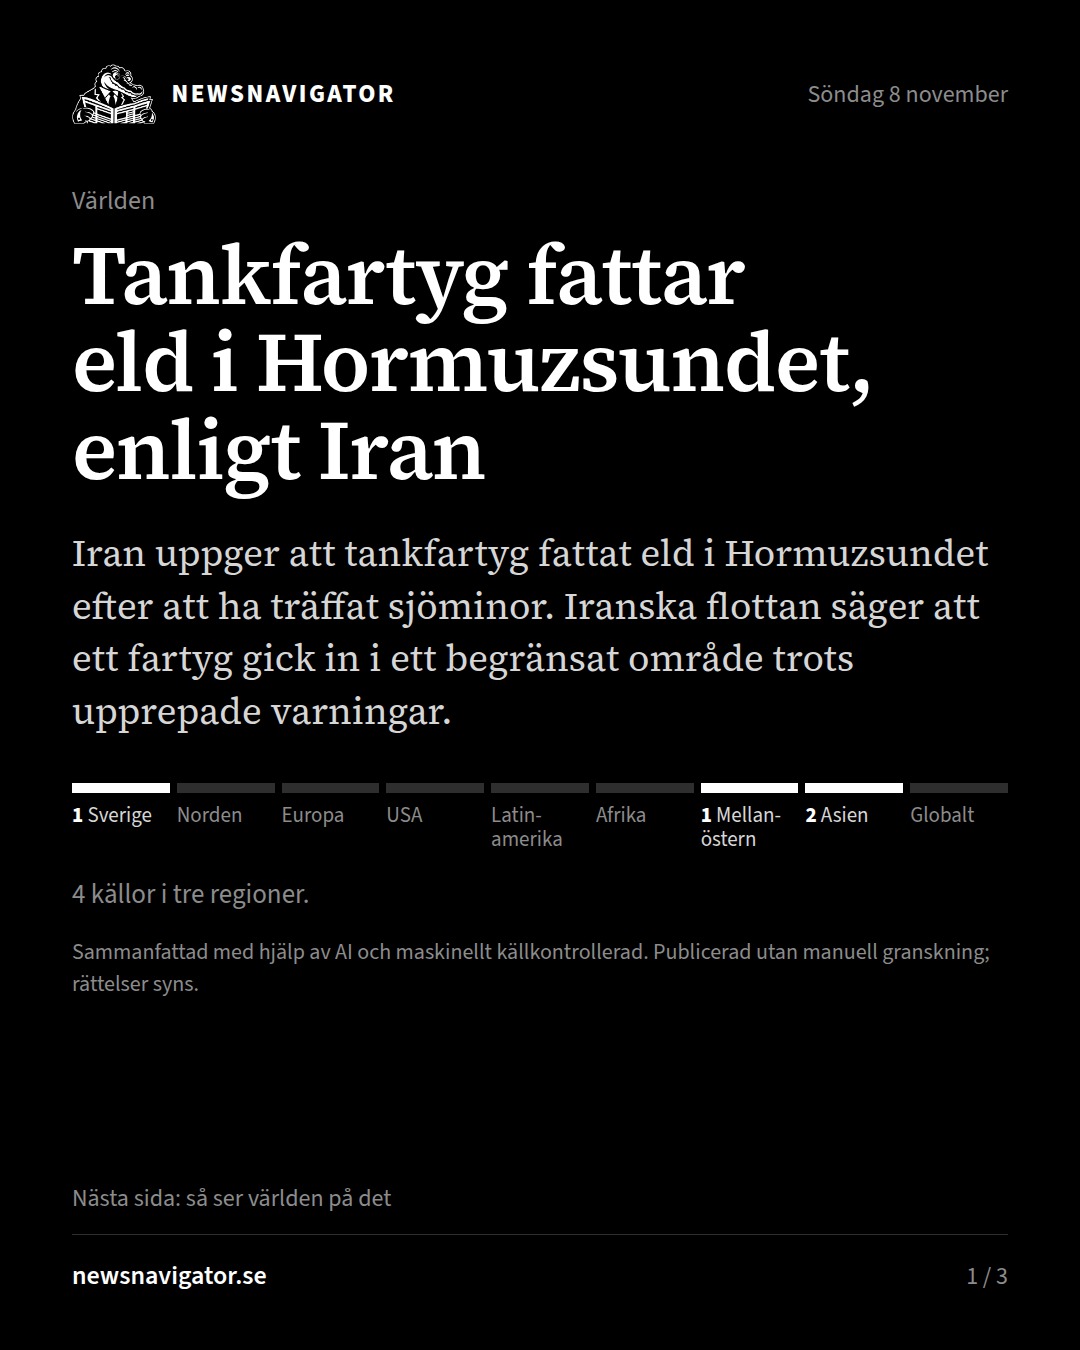 NEWSNAVIGATOR
Söndag 8 november
Världen
Tankfartyg fattar
eld i Hormuzsundet,
enligt Iran
Iran uppger att tankfartyg fattat eld i Hormuzsundet
efter att ha träffat sjöminor. Iranska flottan säger att
ett fartyg gick in i ett begränsat område trots
upprepade varningar.
1 Sverige
Norden
Europa
USA
Latin-
amerika
Afrika
1 Mellan-
östern
2 Asien
Globalt
4 källor i tre regioner.
Sammanfattad med hjälp av AI och maskinellt källkontrollerad. Publicerad utan manuell granskning;
rättelser syns.
Nästa sida: så ser världen på det
newsnavigator.se
1 / 3